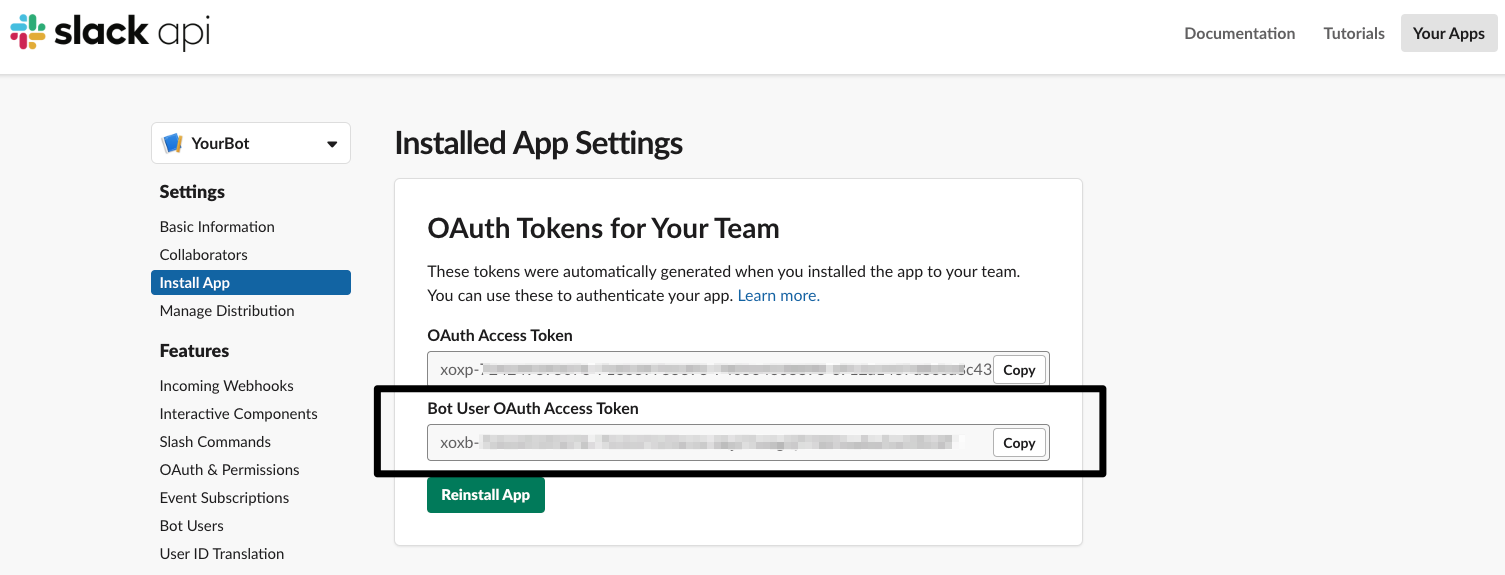 slack api
Documentation
Tutorials
Your Apps
YourBot
Settings
Basic Information
Collaborators
Install App
Manage Distribution
Features
Incoming Webhooks
Interactive Components
Slash Commands
OAuth & Permissions
Event Subscriptions
Bot Users
User ID Translation
Installed App Settings
OAuth Tokens for Your Team
These tokens were automatically generated when you installed the app to your team.
You can use these to authenticate your app. Learn more.
OAuth Access Token
xoxp-
Copy
Bot User OAuth Access Token
xoxb-
Copy
Reinstall App